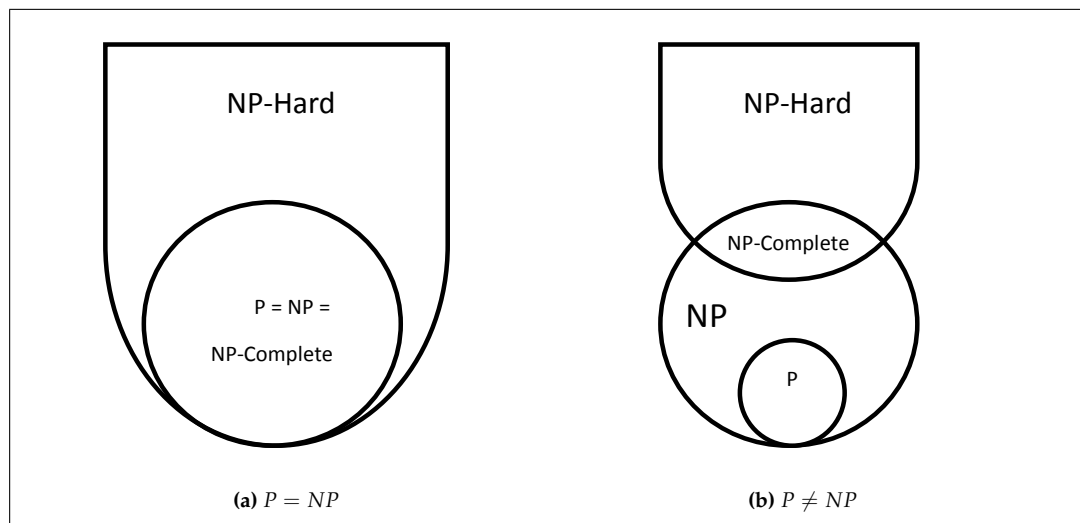 NP-Hard
P = NP =
NP-Complete
(a) P = NP
NP-Hard
NP-Complete
NP
P
(b) P ≠ NP